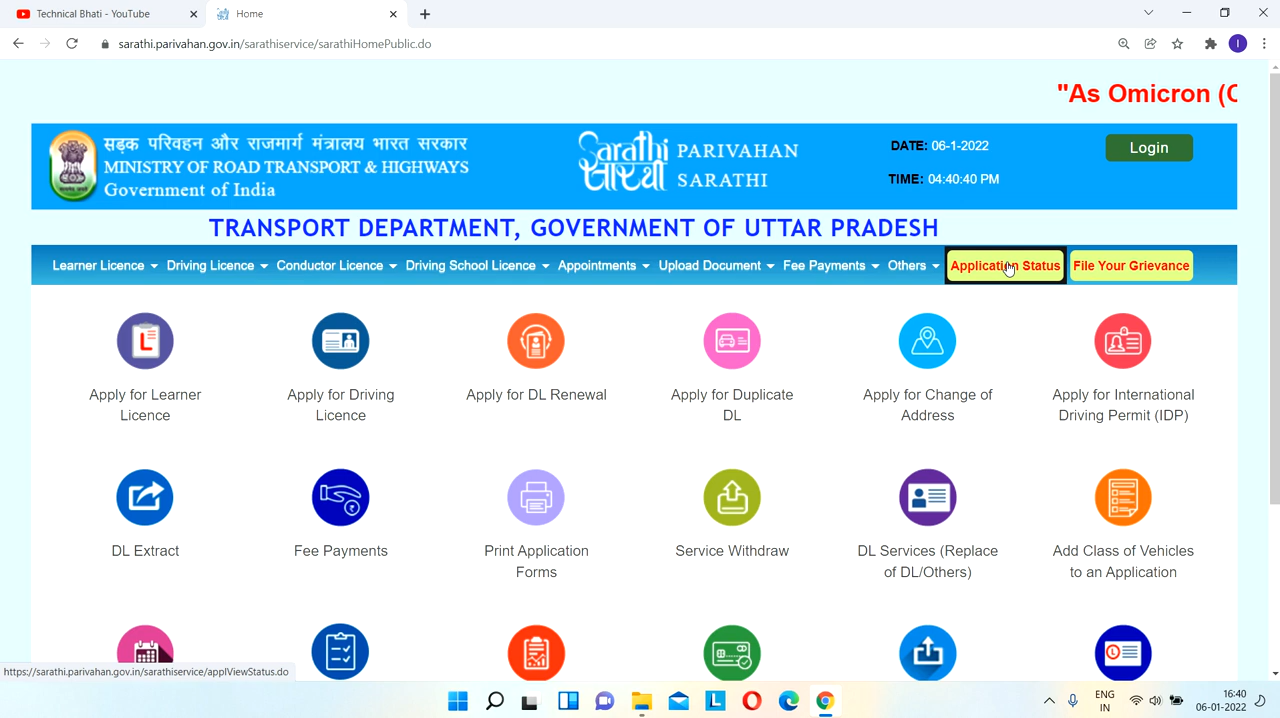 Technical Bhati - YouTube
Home
sarathi.parivahan.gov.in/sarathiservice/sarathiHomePublic.do
I
"As Omicron (C
सड़क परिवहन और राजमार्ग मंत्रालय भारत सरकार
MINISTRY OF ROAD TRANSPORT & HIGHWAYS
Government of India
Sarathi
सारथी
PARIVAHAN
SARATHI
DATE: 06-1-2022
TIME: 04:40:40 PM
Login
TRANSPORT DEPARTMENT, GOVERNMENT OF UTTAR PRADESH
Learner Licence Driving Licence Conductor Licence Driving School Licence Appointments Upload Document Fee Payments Others Application Status File Your Grievance
L
Apply for Learner
Licence
Apply for Driving
Licence
Apply for DL Renewal
Apply for Duplicate
DL
Apply for Change of
Address
Apply for International
Driving Permit (IDP)
DL Extract
₹
Fee Payments
Print Application
Forms
Service Withdraw
DL Services (Replace
of DL/Others)
Add Class of Vehicles
to an Application
https://sarathi.parivahan.gov.in/sarathiservice/applViewStatus.do
L
ENG
IN
16:40
06-01-2022